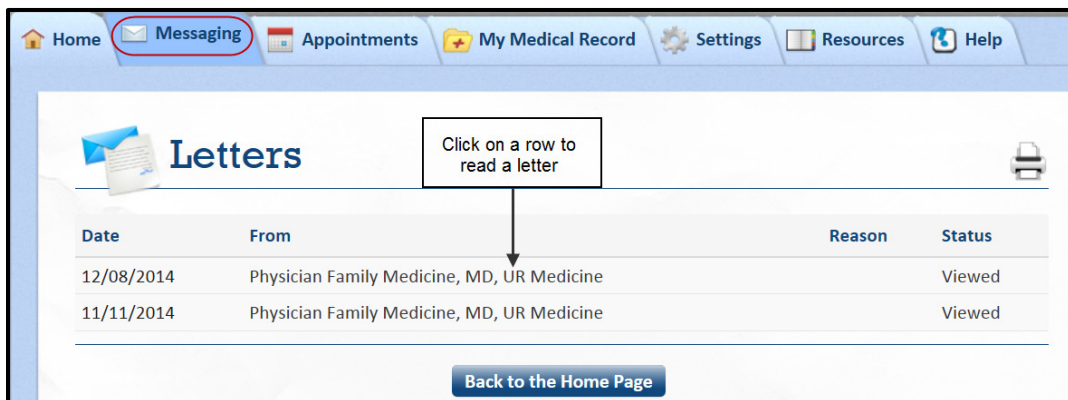 Home Messaging Appointments My Medical Record Settings Resources Help
Letters
Click on a row to
read a letter
Date From Reason Status
12/08/2014 Physician Family Medicine, MD, UR Medicine Viewed
11/11/2014 Physician Family Medicine, MD, UR Medicine Viewed
Back to the Home Page